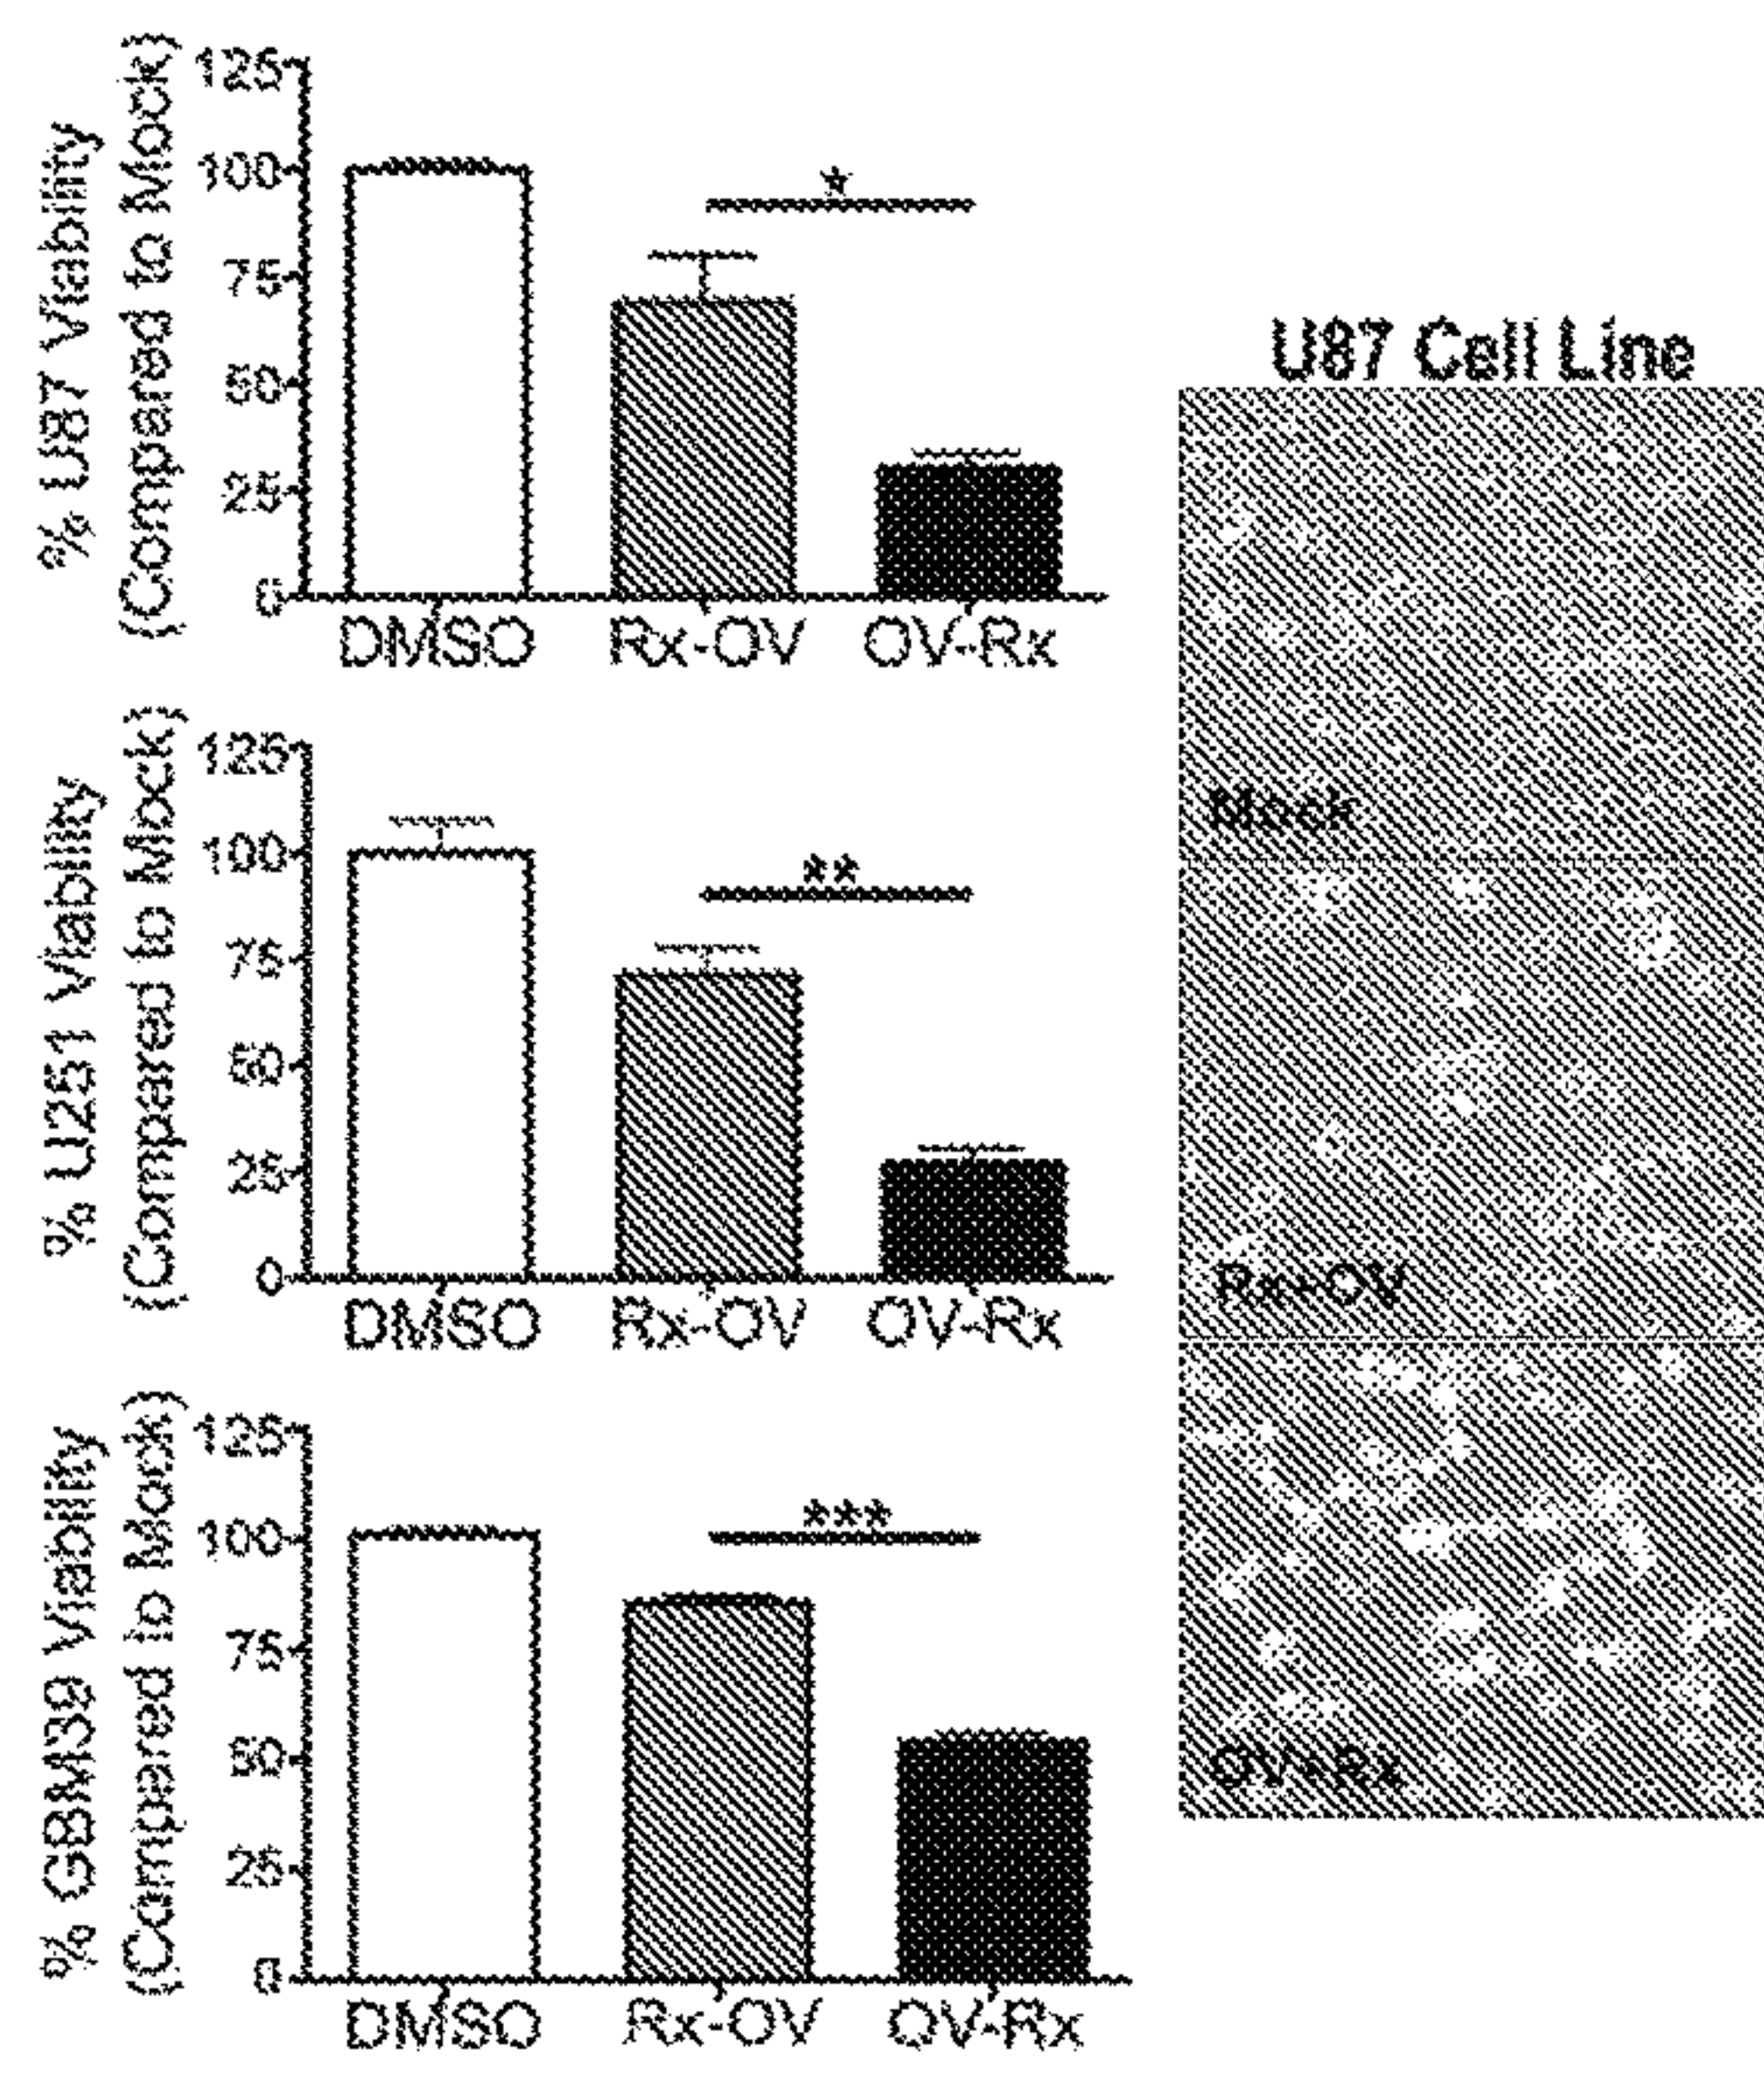 % U87 Viability
(Compared to Mock)
125
100
75
50
25
0
*
DMSO Rx-OV OV-Rx
% U251 Viability
(Compared to Mock)
125
100
75
50
25
0
**
DMSO Rx-OV OV-Rx
% GBM39 Viability
(Compared to Mock)
125
100
75
50
25
0
***
DMSO Rx-OV OV-Rx
U87 Cell Line
Mock
Rx+OV
OV+Rx